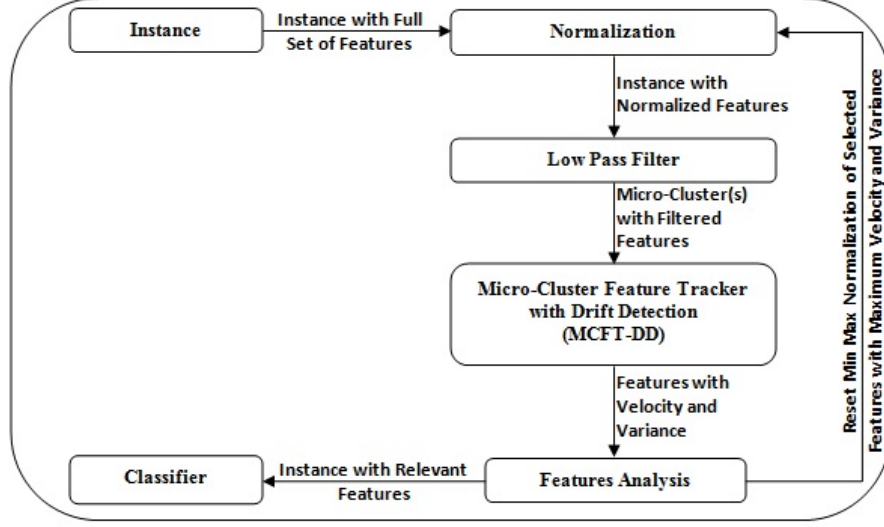 Instance
Instance with Full
Set of Features
Normalization
Instance with
Normalized Features
Low Pass Filter
Micro-Cluster(s)
with Filtered
Features
Micro-Cluster Feature Tracker
with Drift Detection
(MCFT-DD)
Features with
Velocity and
Variance
Features Analysis
Instance with Relevant
Features
Classifier
Reset Min Max Normalization of Selected
Features with Maximum Velocity and Variance